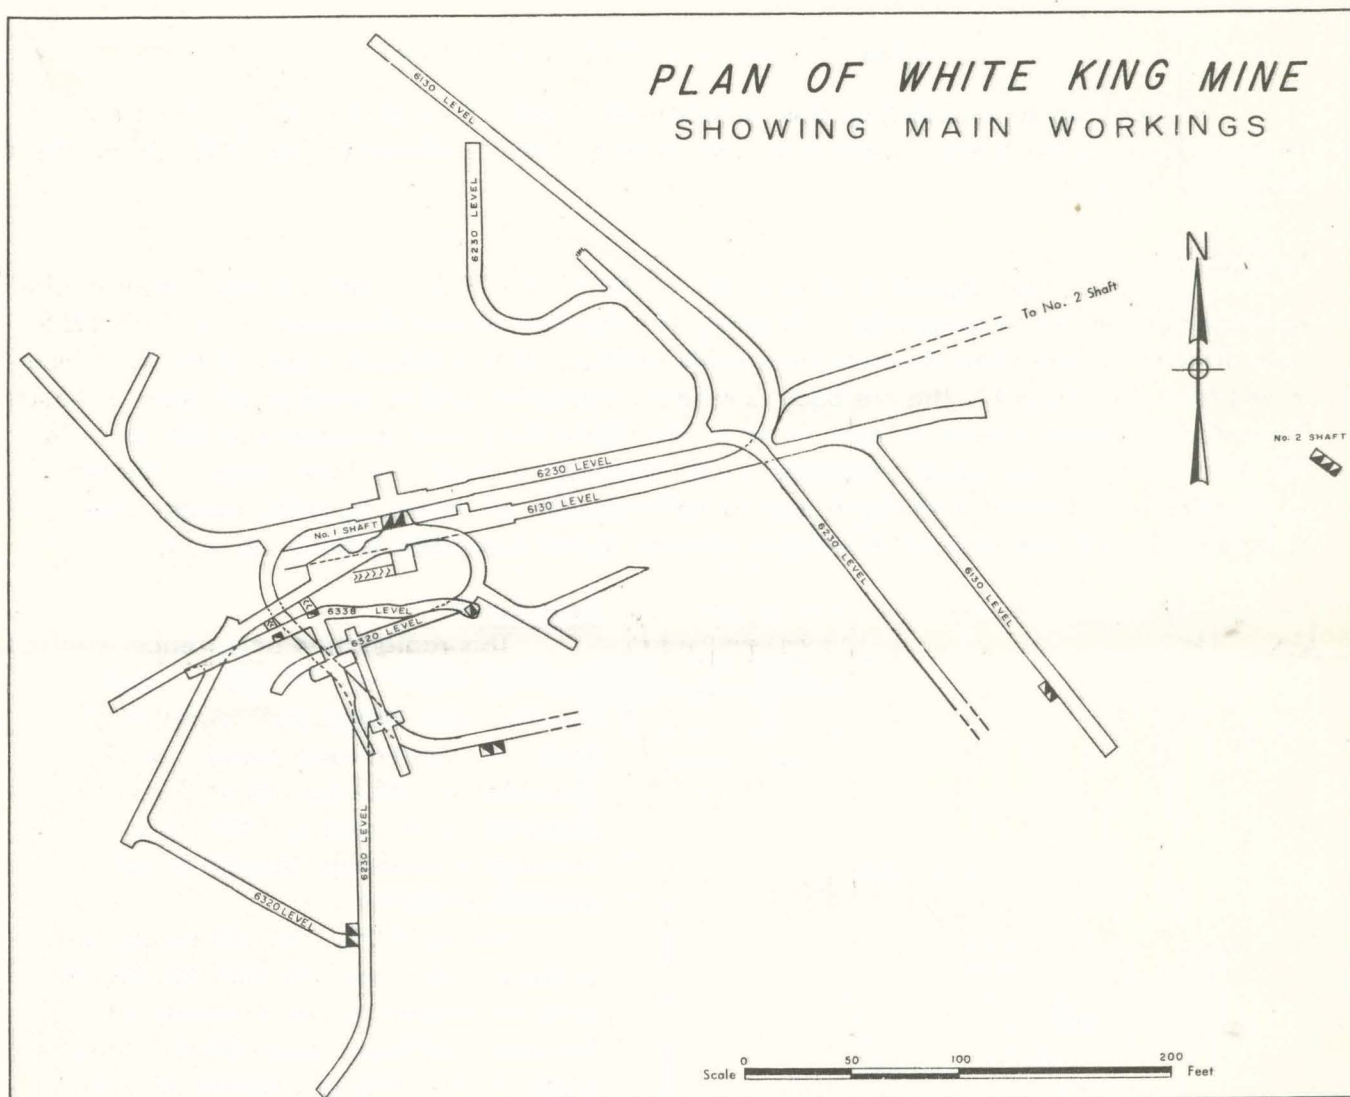 PLAN OF WHITE KING MINE
SHOWING MAIN WORKINGS
6130 LEVEL
6230 LEVEL
N
To No. 2 Shaft
No. 2 SHAFT
6230 LEVEL
6130 LEVEL
No. 1 SHAFT
6230 LEVEL
6130 LEVEL
6338 LEVEL
6320 LEVEL
6230 LEVEL
6320 LEVEL
0 50 100 200
Scale Feet